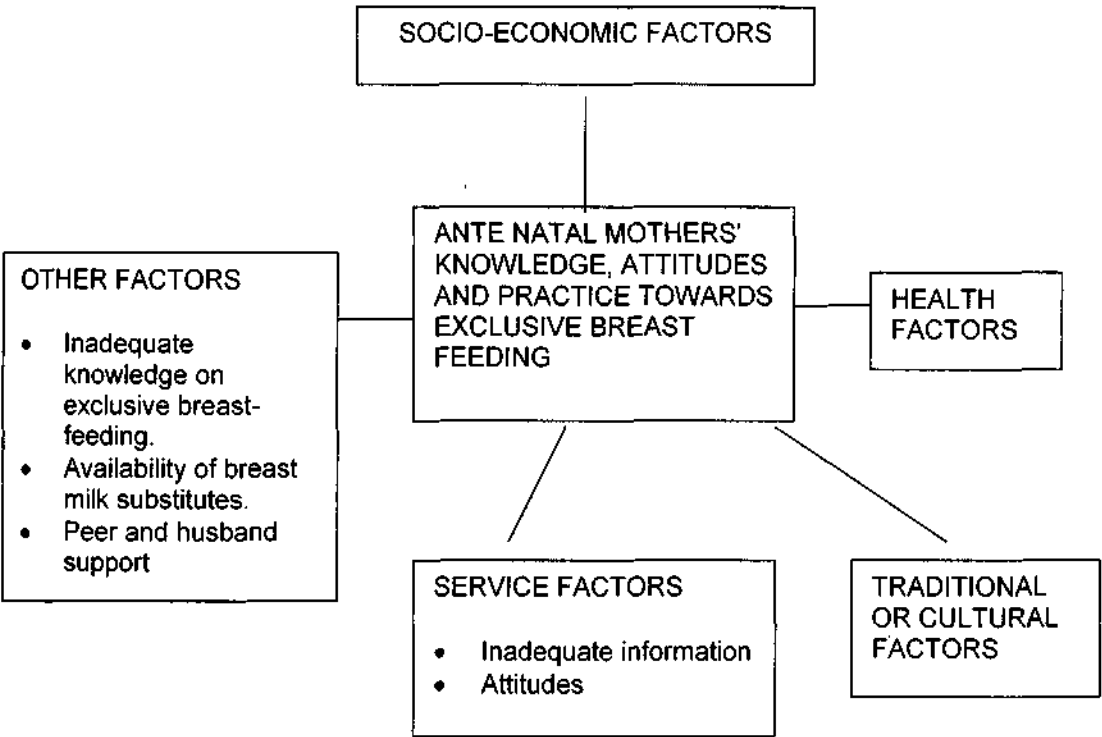 SOCIO-ECONOMIC FACTORS
ANTE NATAL MOTHERS'
KNOWLEDGE, ATTITUDES
AND PRACTICE TOWARDS
EXCLUSIVE BREAST
FEEDING
OTHER FACTORS
• Inadequate
knowledge on
exclusive breast-
feeding.
• Availability of breast
milk substitutes.
• Peer and husband
support
HEALTH
FACTORS
SERVICE FACTORS
• Inadequate information
• Attitudes
TRADITIONAL
OR CULTURAL
FACTORS